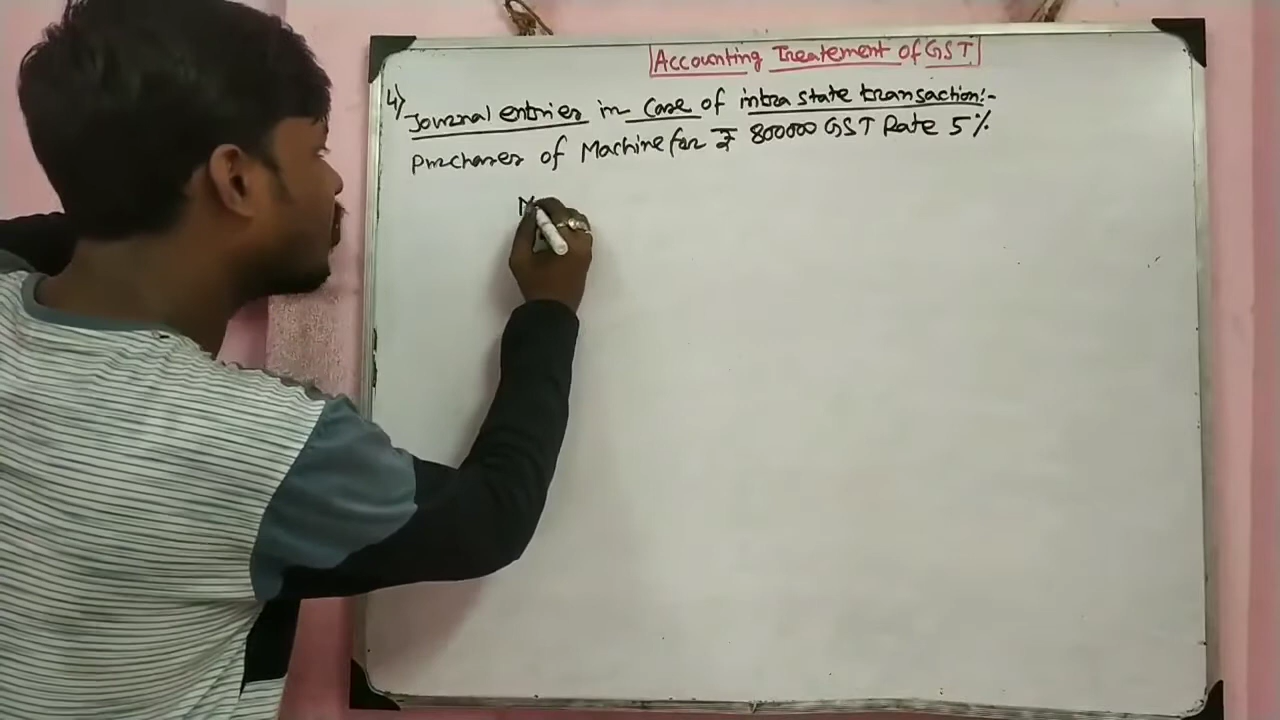 Accounting Treatement of GST
4) Journal entries in Case of intra state transaction:-
Purchases of Machine for ₹ 800000 GST Rate 5%
M